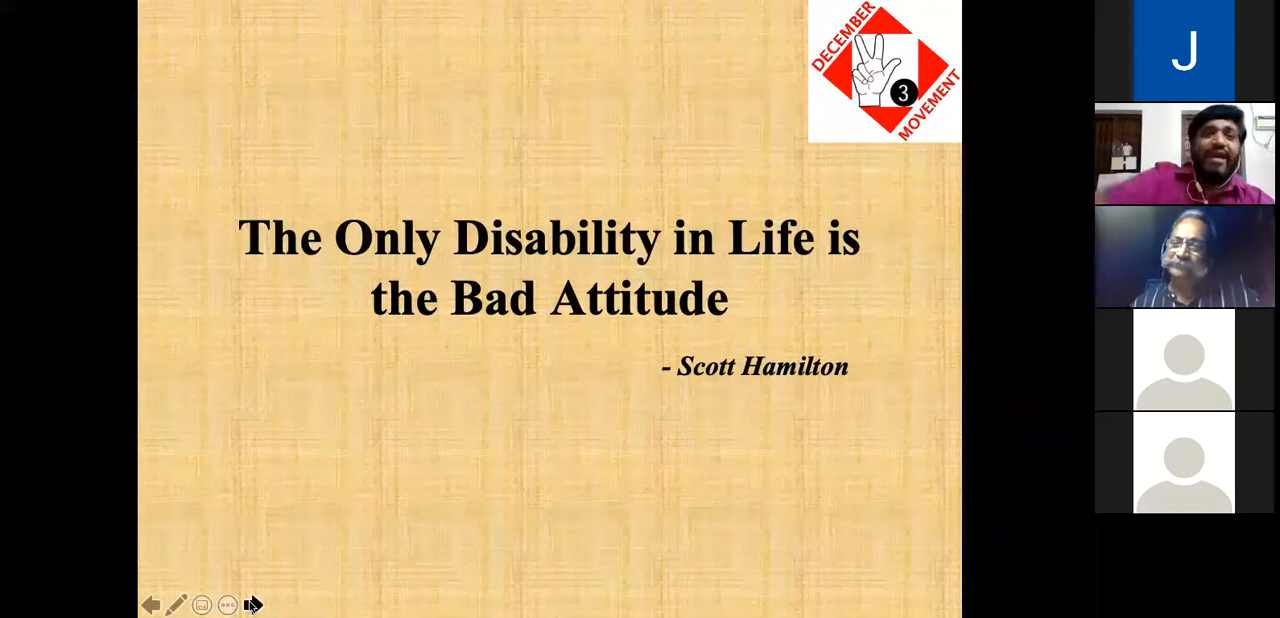 DECEMBER
3
MOVEMENT
J
The Only Disability in Life is
the Bad Attitude
- Scott Hamilton